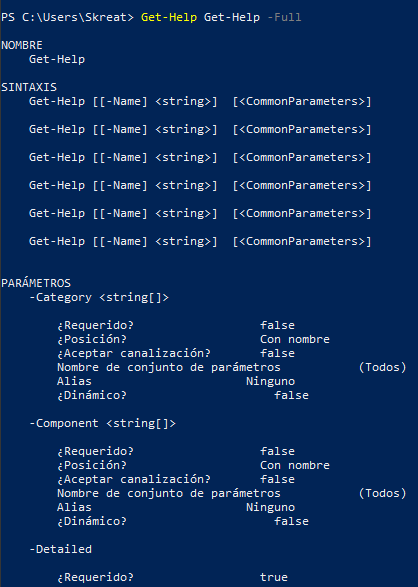 PS C:\Users\Skreat> Get-Help Get-Help -Full
NOMBRE
Get-Help
SINTAXIS
Get-Help [[-Name] <string>] [<CommonParameters>]
Get-Help [[-Name] <string>] [<CommonParameters>]
Get-Help [[-Name] <string>] [<CommonParameters>]
Get-Help [[-Name] <string>] [<CommonParameters>]
Get-Help [[-Name] <string>] [<CommonParameters>]
Get-Help [[-Name] <string>] [<CommonParameters>]
PARÁMETROS
-Category <string[]>
¿Requerido? false
¿Posición? Con nombre
¿Aceptar canalización? false
Nombre de conjunto de parámetros (Todos)
Alias Ninguno
¿Dinámico? false
-Component <string[]>
¿Requerido? false
¿Posición? Con nombre
¿Aceptar canalización? false
Nombre de conjunto de parámetros (Todos)
Alias Ninguno
¿Dinámico? false
-Detailed
¿Requerido? true